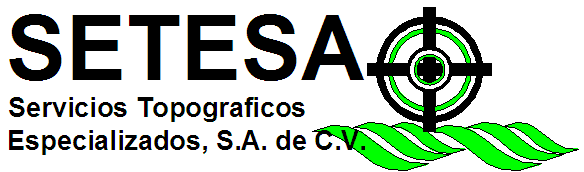 SETESA
Servicios Topograficos
Especializados, S.A. de C.V.